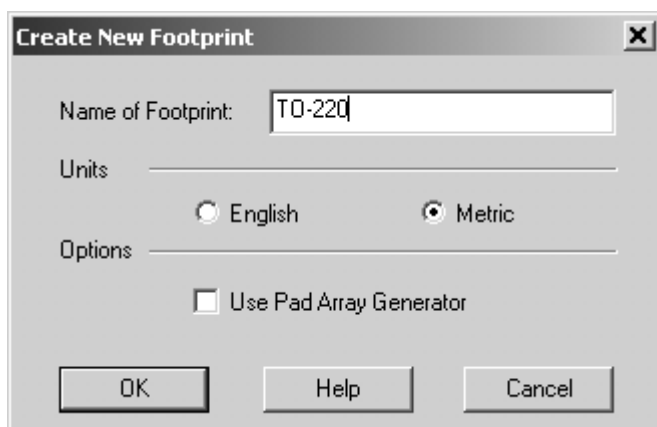 Create New Footprint
Name of Footprint: TO-220
Units
English Metric
Options
Use Pad Array Generator
OK Help Cancel